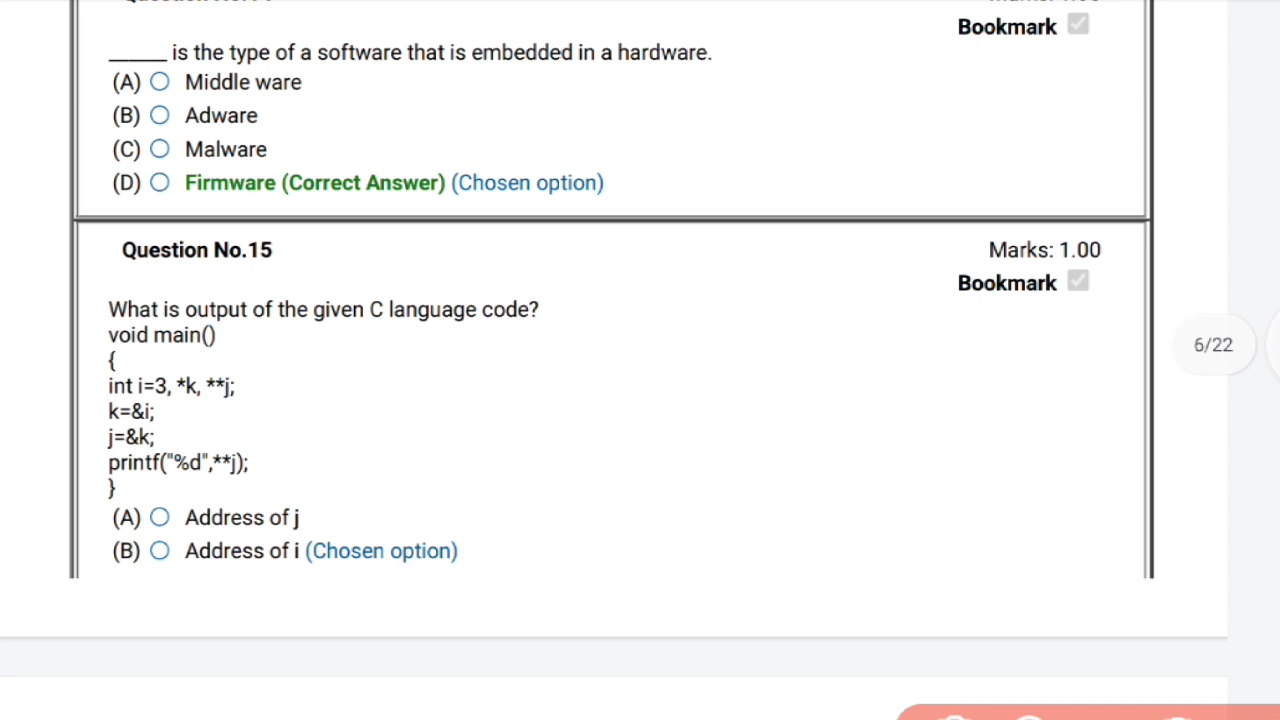 Bookmark
______ is the type of a software that is embedded in a hardware.
(A) Middle ware
(B) Adware
(C) Malware
(D) Firmware (Correct Answer) (Chosen option)
Question No.15 Marks: 1.00
Bookmark
What is output of the given C language code?
void main()
{
int i=3, *k, **j;
k=&i;
j=&k;
printf("%d",**j);
}
(A) Address of j
(B) Address of i (Chosen option)
6/22